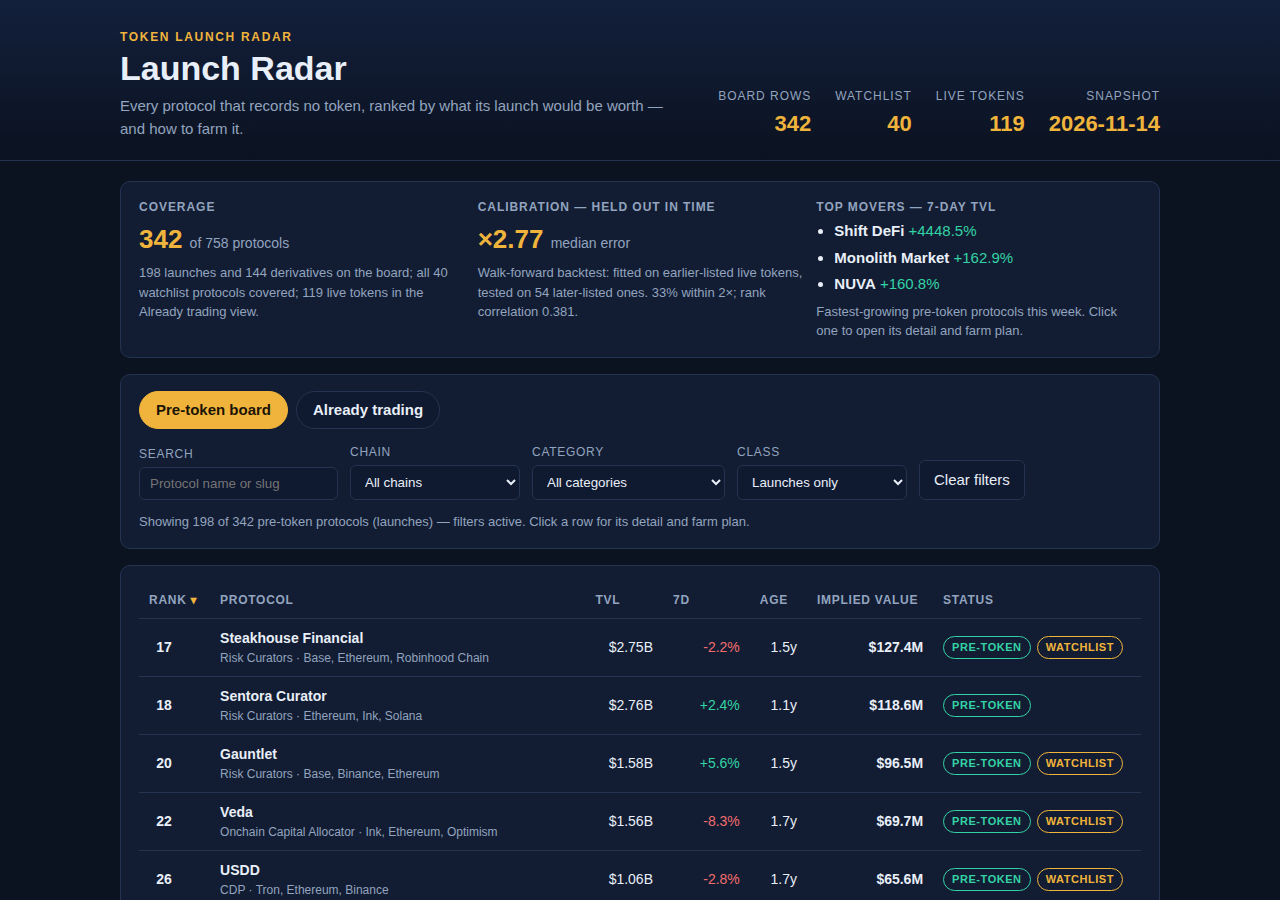 TOKEN LAUNCH RADAR
Launch Radar
Every protocol that records no token, ranked by what its launch would be worth —
and how to farm it.
BOARD ROWS WATCHLIST LIVE TOKENS SNAPSHOT
342 40 119 2026-11-14
COVERAGE
342 of 758 protocols
198 launches and 144 derivatives on the board; all 40
watchlist protocols covered; 119 live tokens in the
Already trading view.
CALIBRATION — HELD OUT IN TIME
×2.77 median error
Walk-forward backtest: fitted on earlier-listed live tokens,
tested on 54 later-listed ones. 33% within 2×; rank
correlation 0.381.
TOP MOVERS — 7-DAY TVL
• Shift DeFi +4448.5%
• Monolith Market +162.9%
• NUVA +160.8%
Fastest-growing pre-token protocols this week. Click
one to open its detail and farm plan.
Pre-token board Already trading
SEARCH CHAIN CATEGORY CLASS
Protocol name or slug All chains All categories Launches only Clear filters
Showing 198 of 342 pre-token protocols (launches) — filters active. Click a row for its detail and farm plan.
RANK ▼ PROTOCOL TVL 7D AGE IMPLIED VALUE STATUS
17 Steakhouse Financial $2.75B -2.2% 1.5y $127.4M PRE-TOKEN WATCHLIST
Risk Curators · Base, Ethereum, Robinhood Chain
18 Sentora Curator $2.76B +2.4% 1.1y $118.6M PRE-TOKEN
Risk Curators · Ethereum, Ink, Solana
20 Gauntlet $1.58B +5.6% 1.5y $96.5M PRE-TOKEN WATCHLIST
Risk Curators · Base, Binance, Ethereum
22 Veda $1.56B -8.3% 1.7y $69.7M PRE-TOKEN WATCHLIST
Onchain Capital Allocator · Ink, Ethereum, Optimism
26 USDD $1.06B -2.8% 1.7y $65.6M PRE-TOKEN WATCHLIST
CDP · Tron, Ethereum, Binance